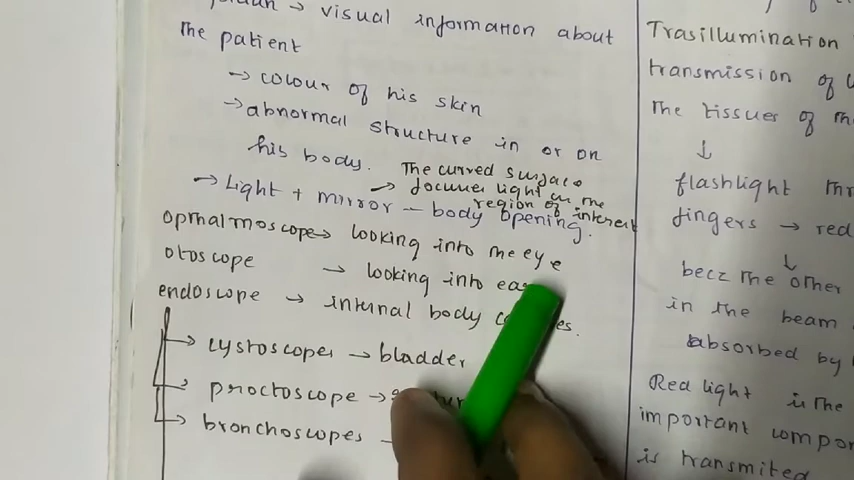 → visual information about
the patient
→ colour of his skin
→ abnormal structure in or on
his body.
The curved surface
→ Light + mirror → focuses light in the
region of interest
– body opening.
opthalmoscope → looking into the eye
otoscope → looking into
endoscope → internal body
→ cystoscopes → bladder
→ proctoscope →
→ bronchoscopes –
Trasillumination
transmission of
The tissues of
↓
flashlight
fingers → red
↓
becz the other
in the beam
absorbed by
Red light is the
important
is transmited